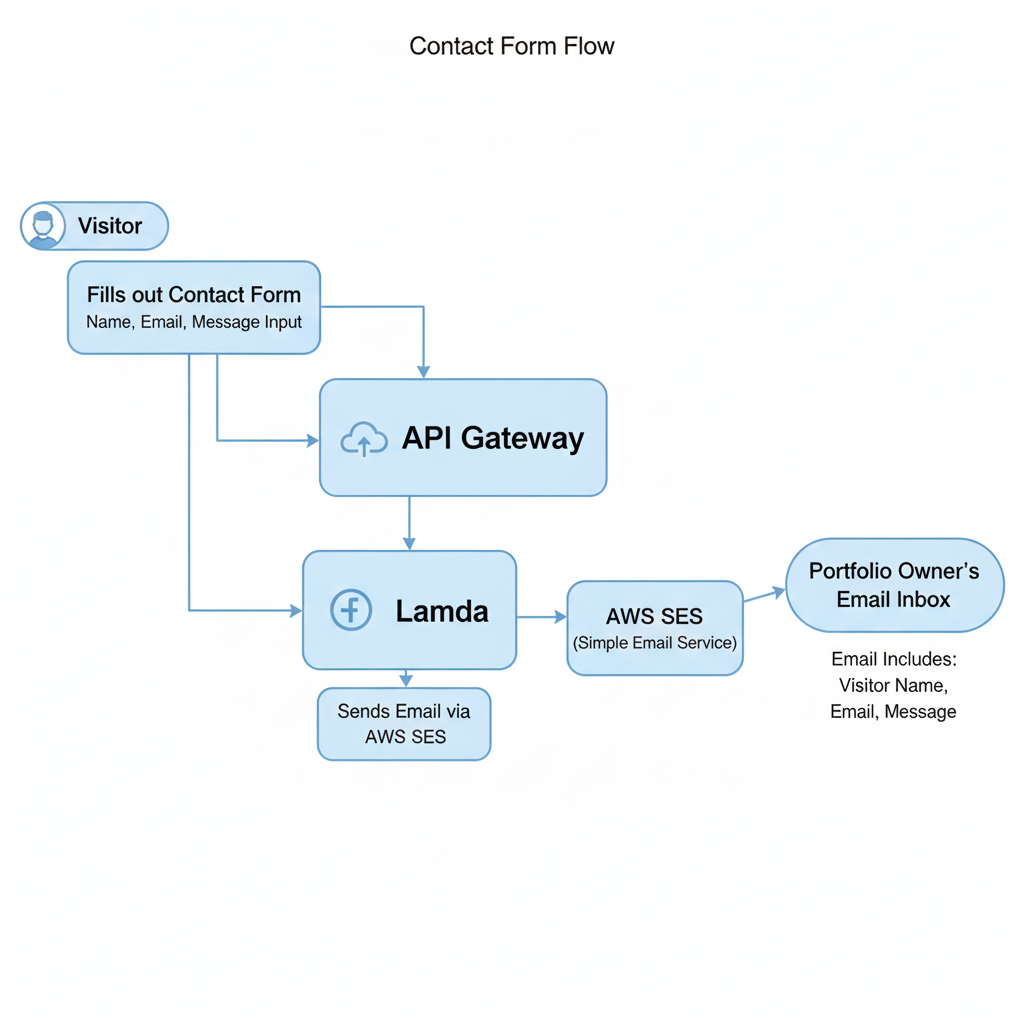 Contact Form Flow
Visitor
Fills out Contact Form
Name, Email, Message Input
API Gateway
Lamda
Sends Email via
AWS SES
AWS SES
(Simple Email Service)
Portfolio Owner's
Email Inbox
Email Includes:
Visitor Name,
Email, Message